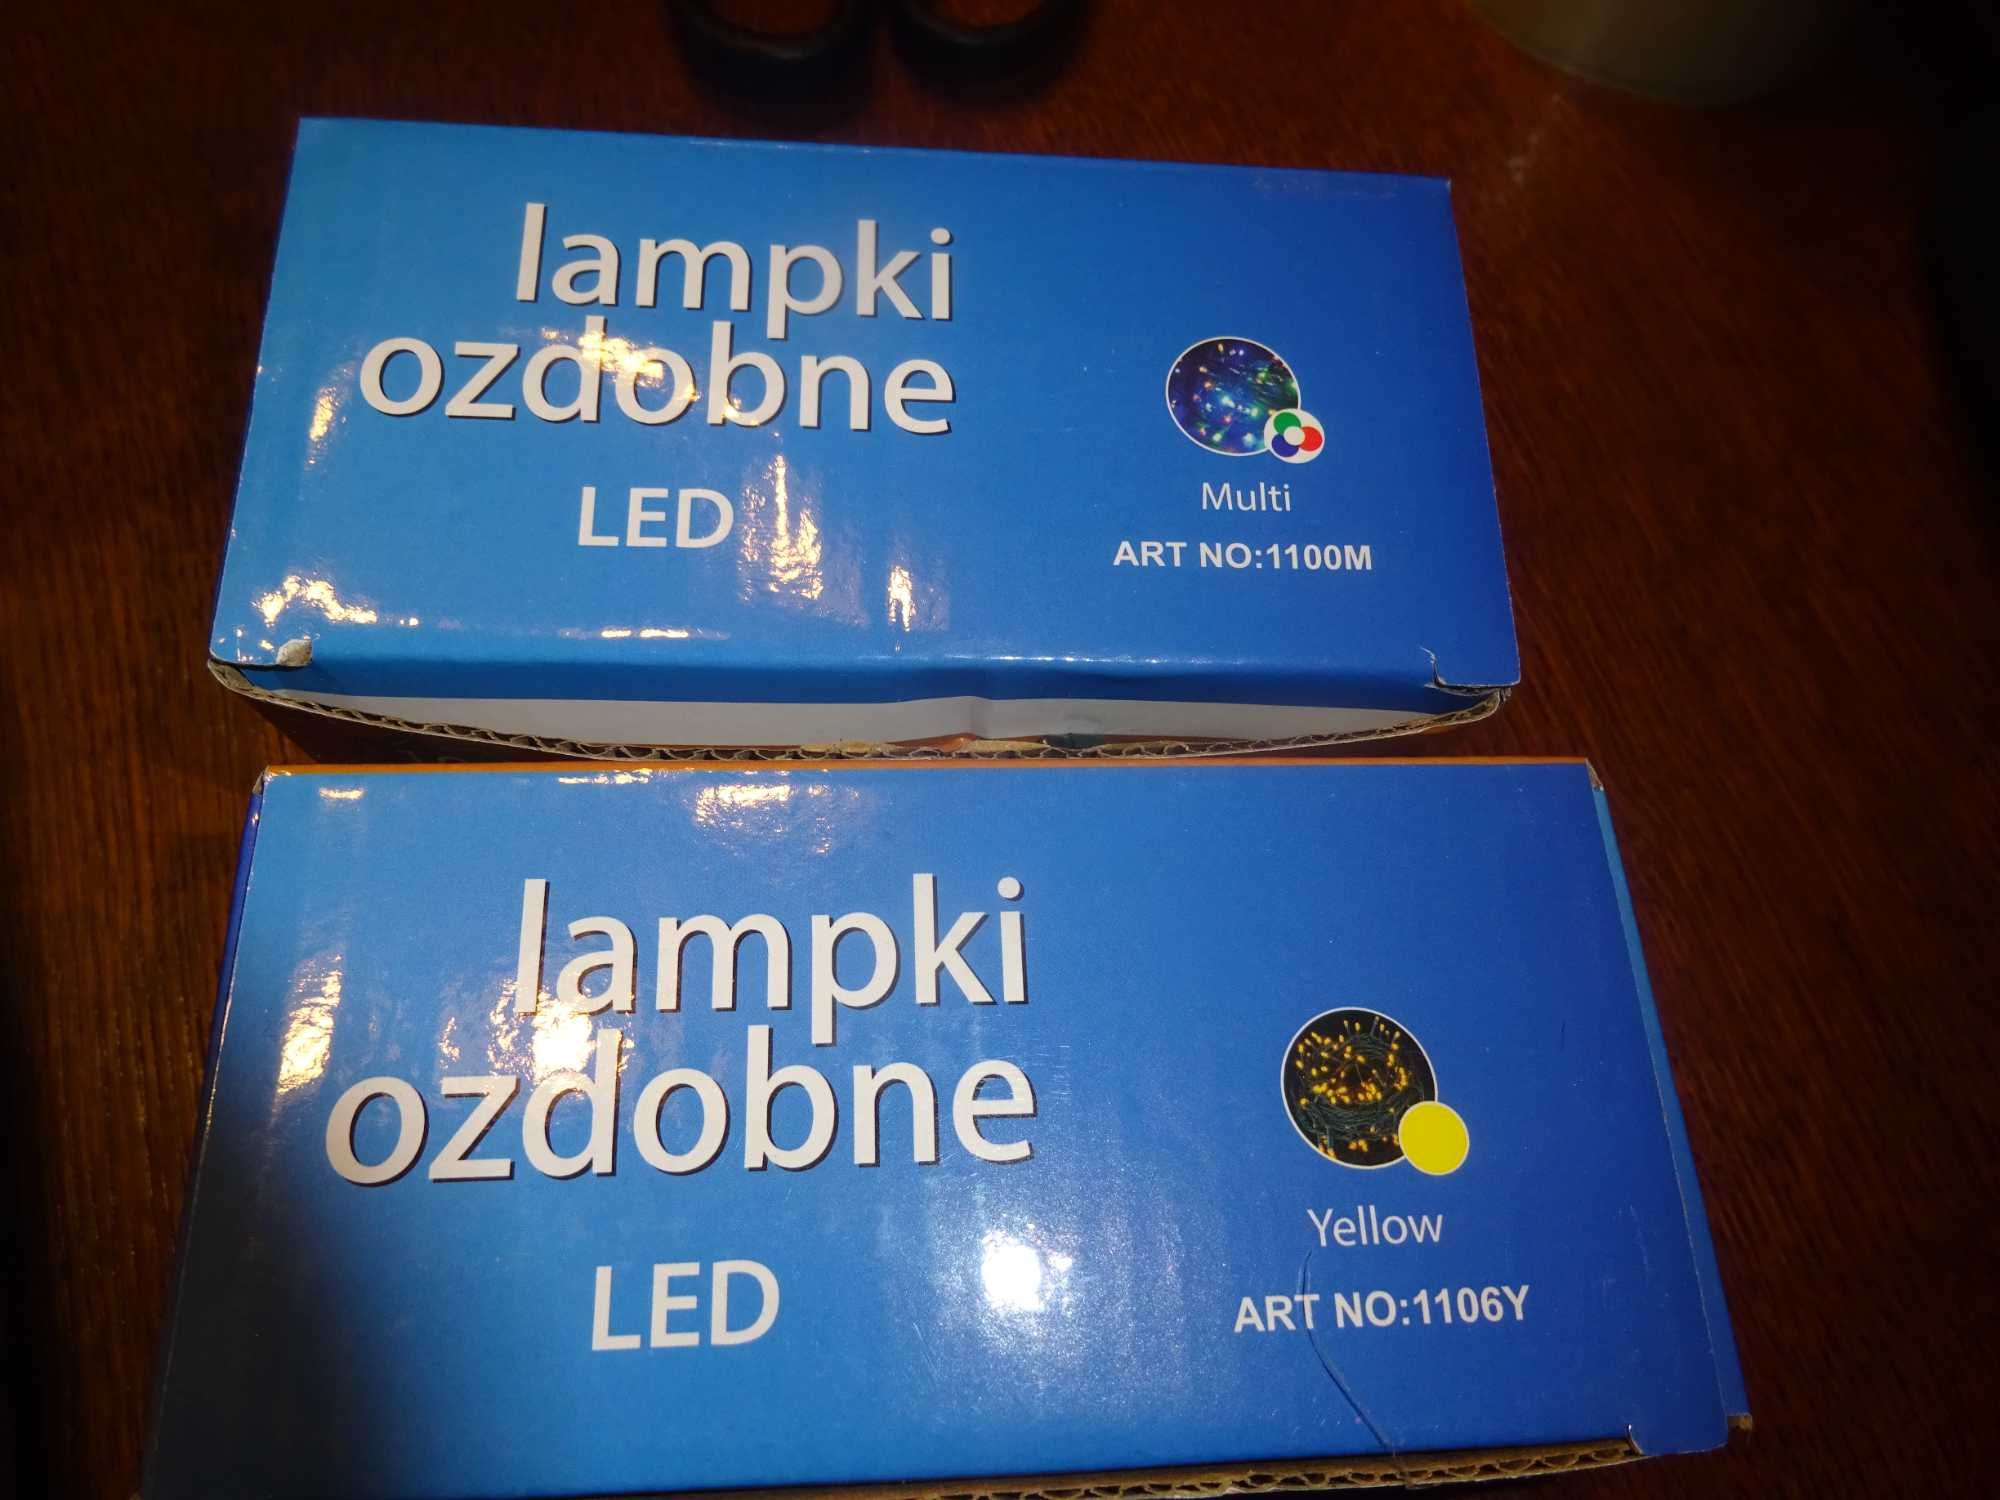 lampki
ozdobne
LED
Multi
ART NO:1100M
lampki
ozdobne
LED
Yellow
ART NO:1106Y